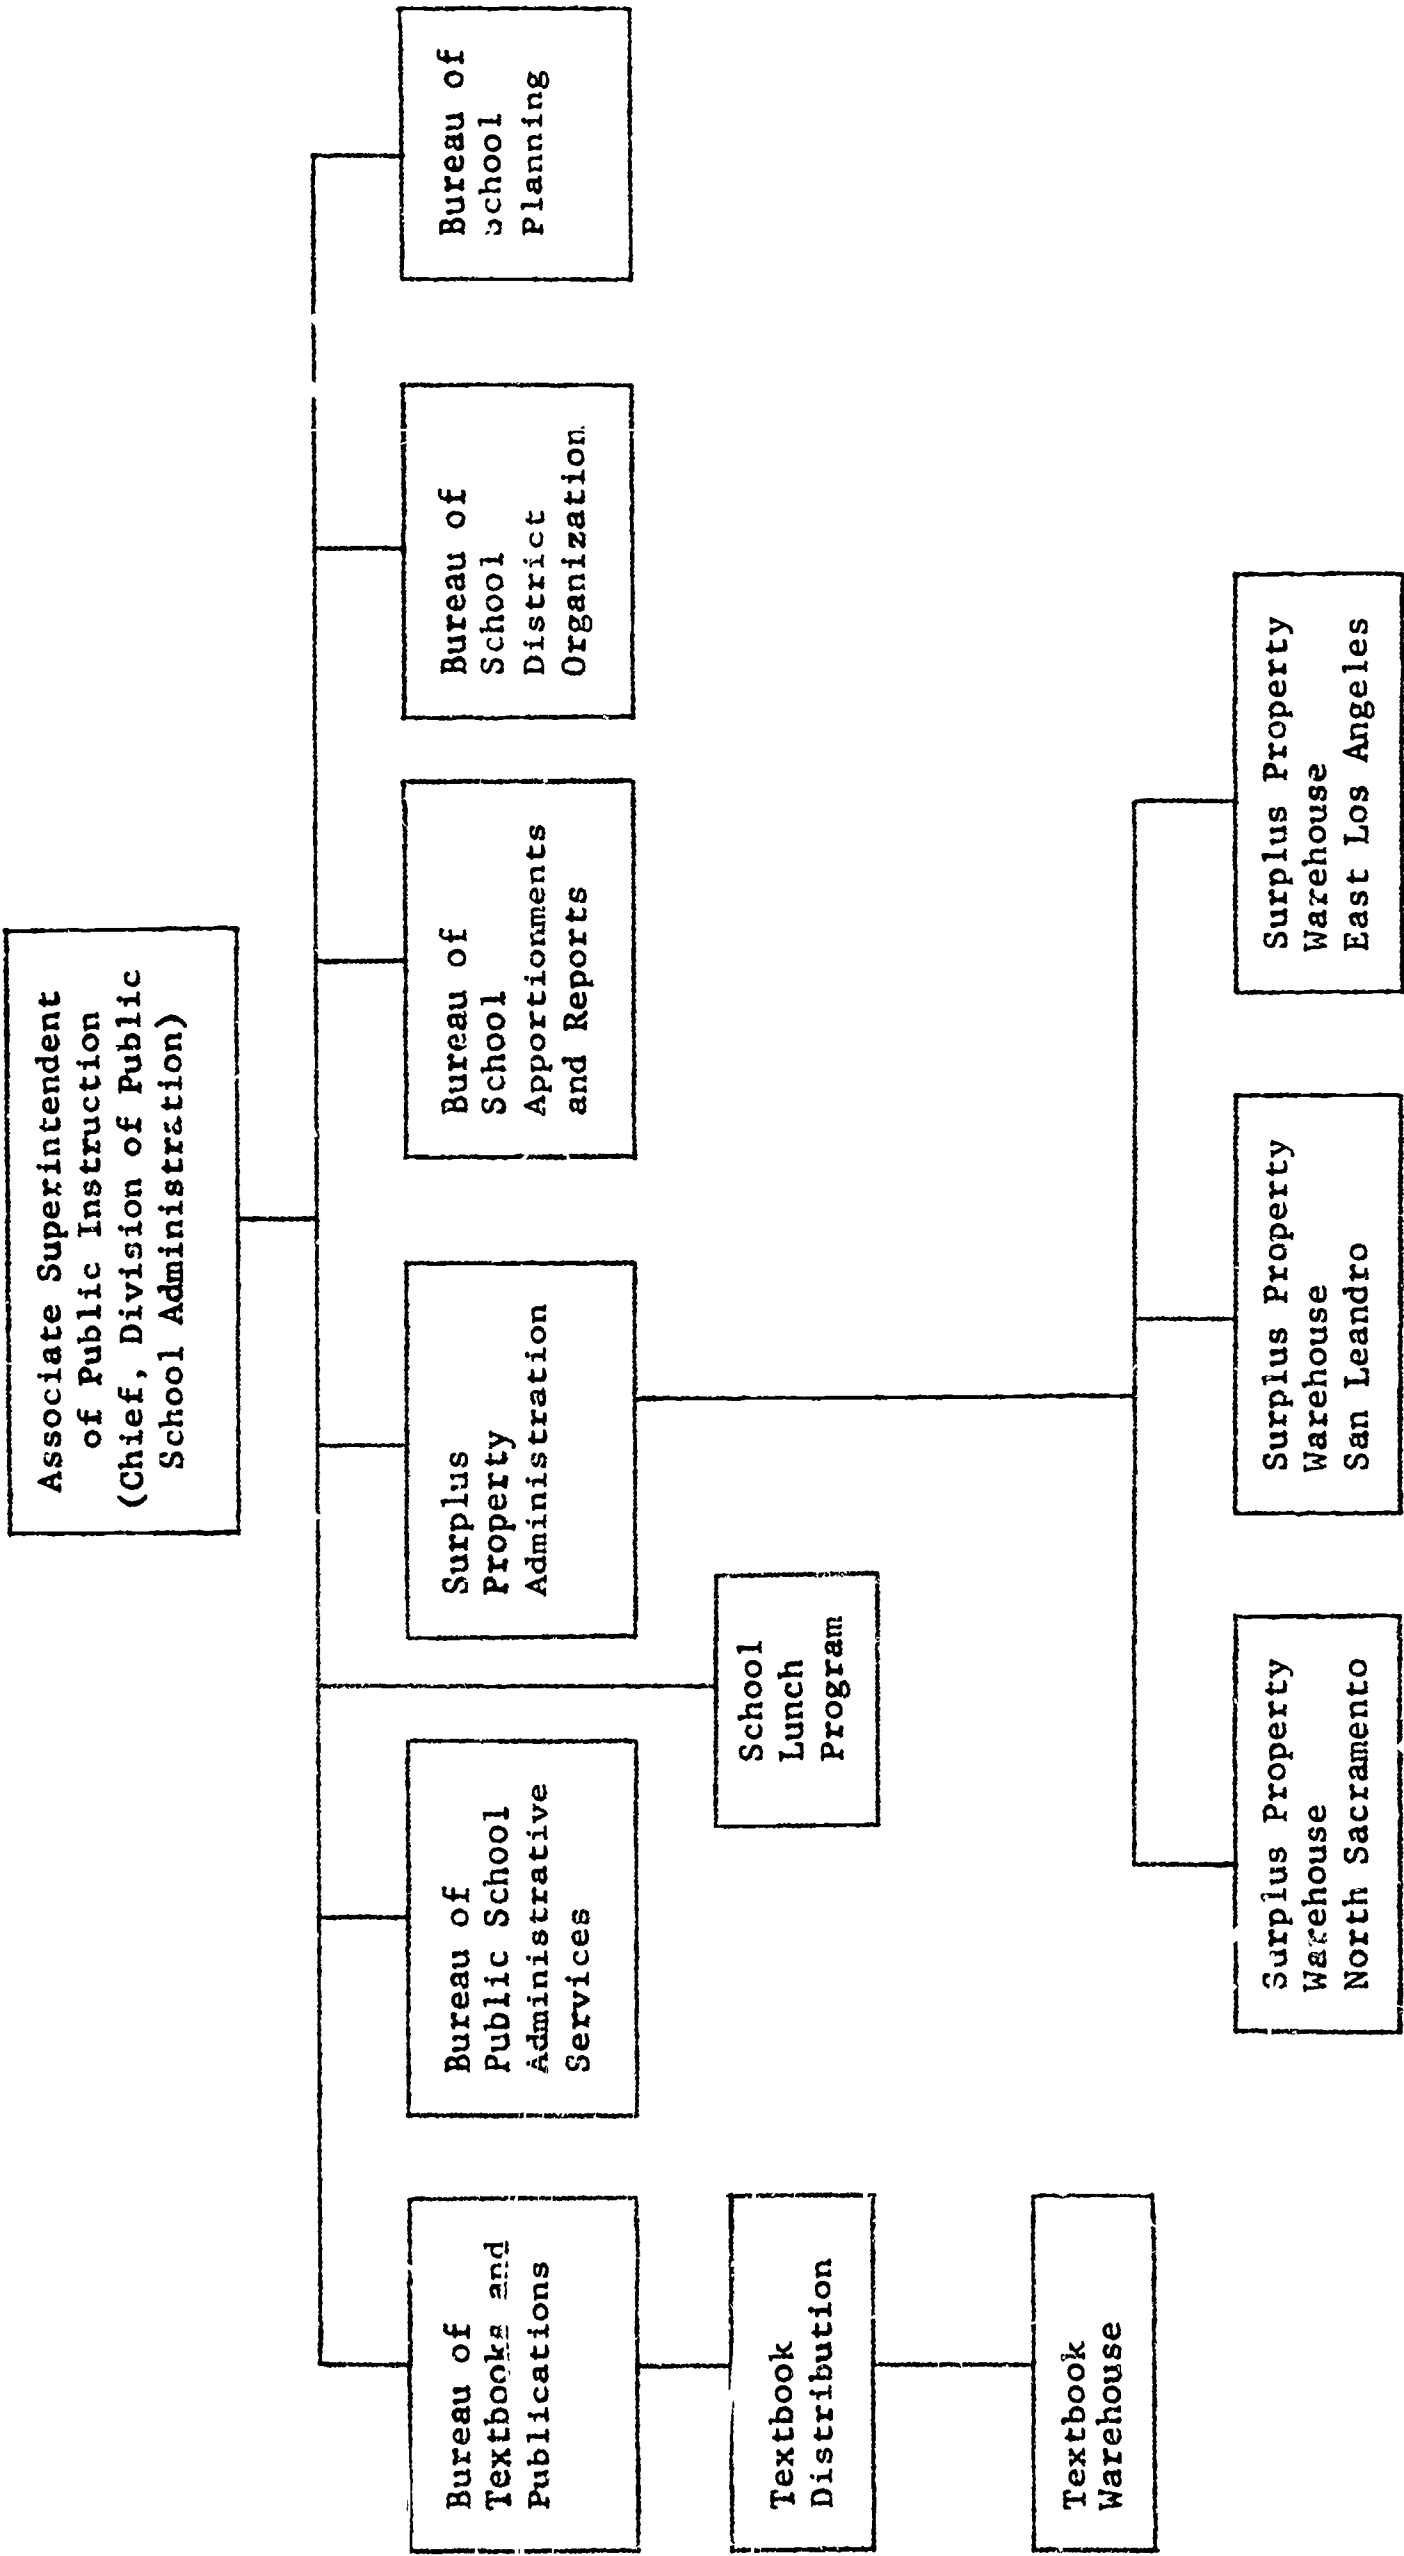 Associate Superintendent
of Public Instruction
(Chief, Division of Public
School Administration)
Bureau of
Textbooks and
Publications
Bureau of
Public School
Administrative
Services
Surplus
Property
Administration
Bureau of
School
Apportionments
and Reports
Bureau of
School
District
Organization
Bureau of
School
Planning
Textbook
Distribution
School
Lunch
Program
Textbook
Warehouse
Surplus Property
Warehouse
North Sacramento
Surplus Property
Warehouse
San Leandro
Surplus Property
Warehouse
East Los Angeles